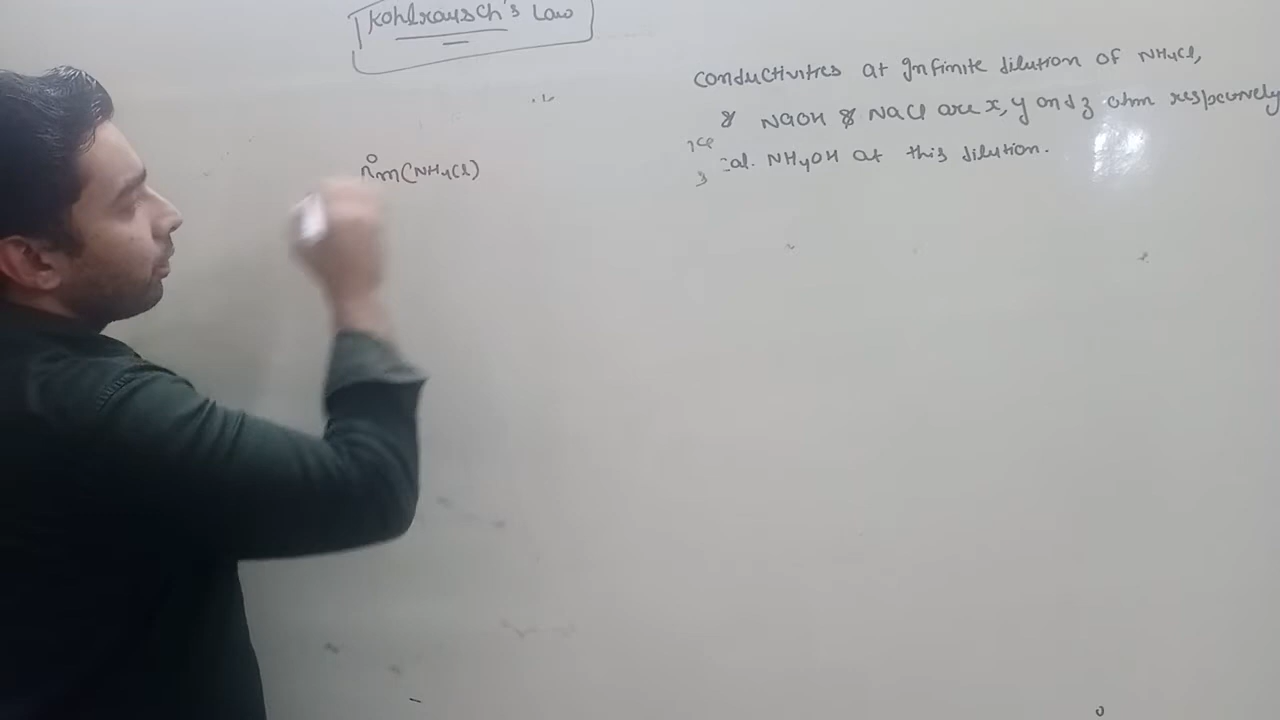 Kohlrausch's Law
conductivities at Infinite dilution of NH4Cl,
& NaOH & NaCl are x, y and z ohm respectively
cal. NH4OH at this dilution.
λ°m(NH4Cl)